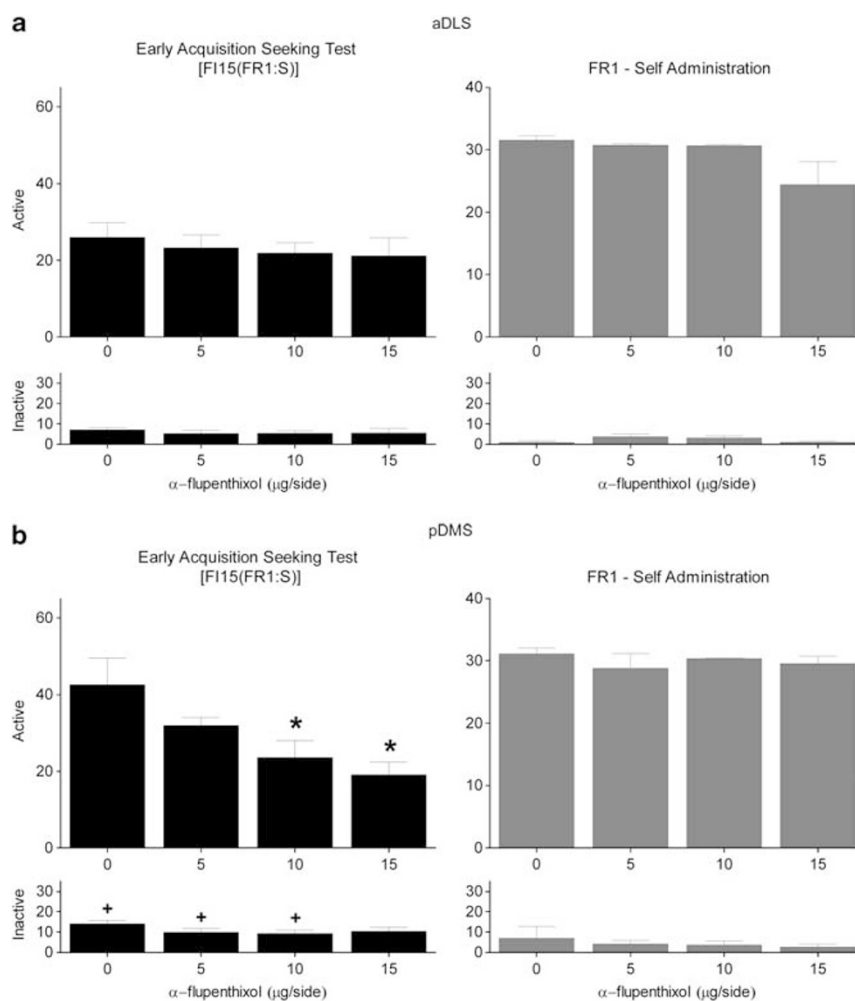 a
aDLS
Early Acquisition Seeking Test
[FI15(FR1:S)]
Active
60
40
20
0
0 5 10 15
Inactive
30
20
10
0
0 5 10 15
α−flupenthixol (μg/side)
FR1 - Self Administration
40
30
20
0
0 5 10 15
30
20
10
0
0 5 10 15
α−flupenthixol (μg/side)
b
pDMS
Early Acquisition Seeking Test
[FI15(FR1:S)]
Active
60
40
20
0
* *
0 5 10 15
Inactive
30
20
10
0
+ + +
0 5 10 15
α−flupenthixol (μg/side)
FR1 - Self Administration
40
30
20
0
0 5 10 15
30
20
10
0
0 5 10 15
α−flupenthixol (μg/side)